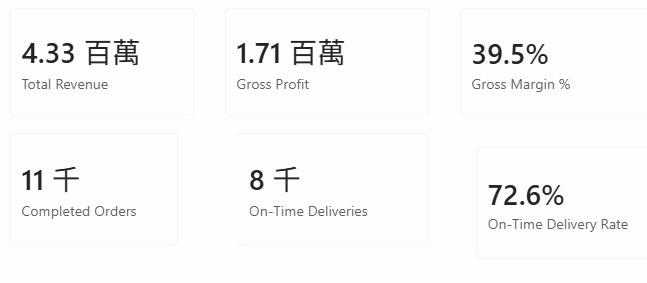 4.33 百萬
Total Revenue
1.71 百萬
Gross Profit
39.5%
Gross Margin %
11 千
Completed Orders
8 千
On-Time Deliveries
72.6%
On-Time Delivery Rate